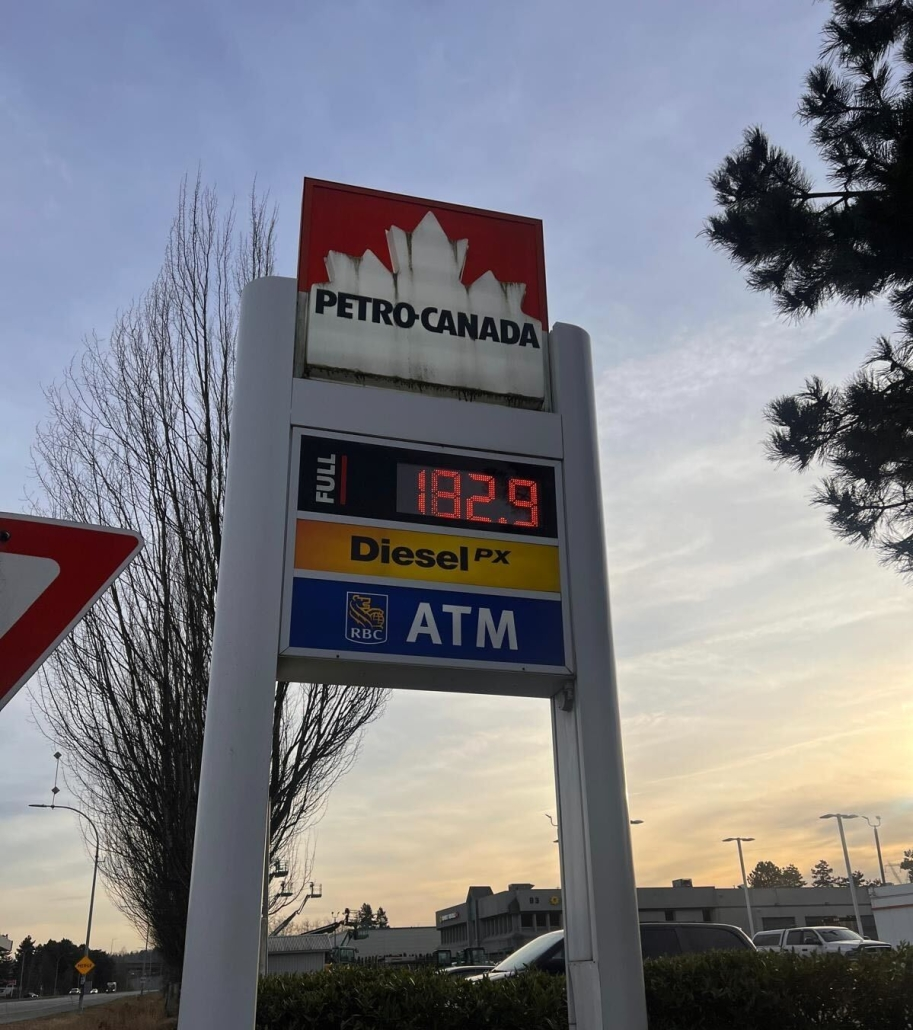 PETRO-CANADA
FULL
182.9
Diesel PX
RBC
ATM